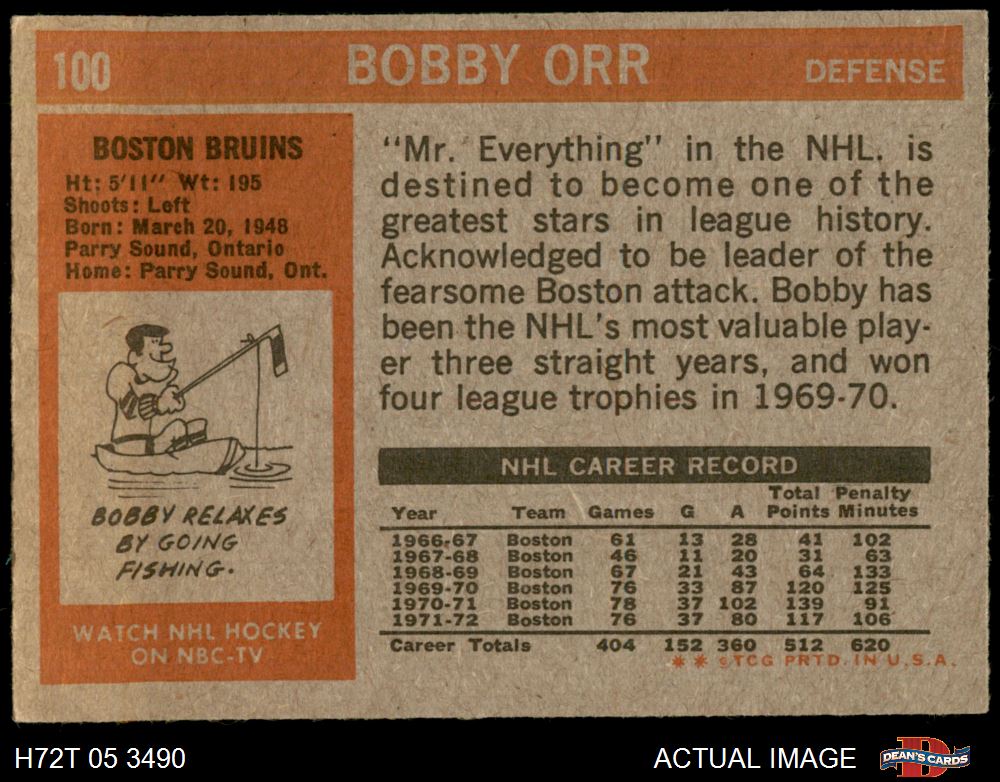 100 BOBBY ORR DEFENSE
BOSTON BRUINS
Ht: 5'11" Wt: 195
Shoots: Left
Born: March 20, 1948
Parry Sound, Ontario
Home: Parry Sound, Ont.
BOBBY RELAXES
BY GOING
FISHING.
WATCH NHL HOCKEY
ON NBC-TV
"Mr. Everything" in the NHL. is
destined to become one of the
greatest stars in league history.
Acknowledged to be leader of the
fearsome Boston attack. Bobby has
been the NHL's most valuable play-
er three straight years, and won
four league trophies in 1969-70.
NHL CAREER RECORD
Total Penalty
Year Team Games G A Points Minutes
1966-67 Boston 61 13 28 41 102
1967-68 Boston 46 11 20 31 63
1968-69 Boston 67 21 43 64 133
1969-70 Boston 76 33 87 120 125
1970-71 Boston 78 37 102 139 91
1971-72 Boston 76 37 80 117 106
Career Totals 404 152 360 512 620
** ©TCG PRTD. IN U.S.A.
H72T 05 3490 ACTUAL IMAGE D DEAN'S CARDS